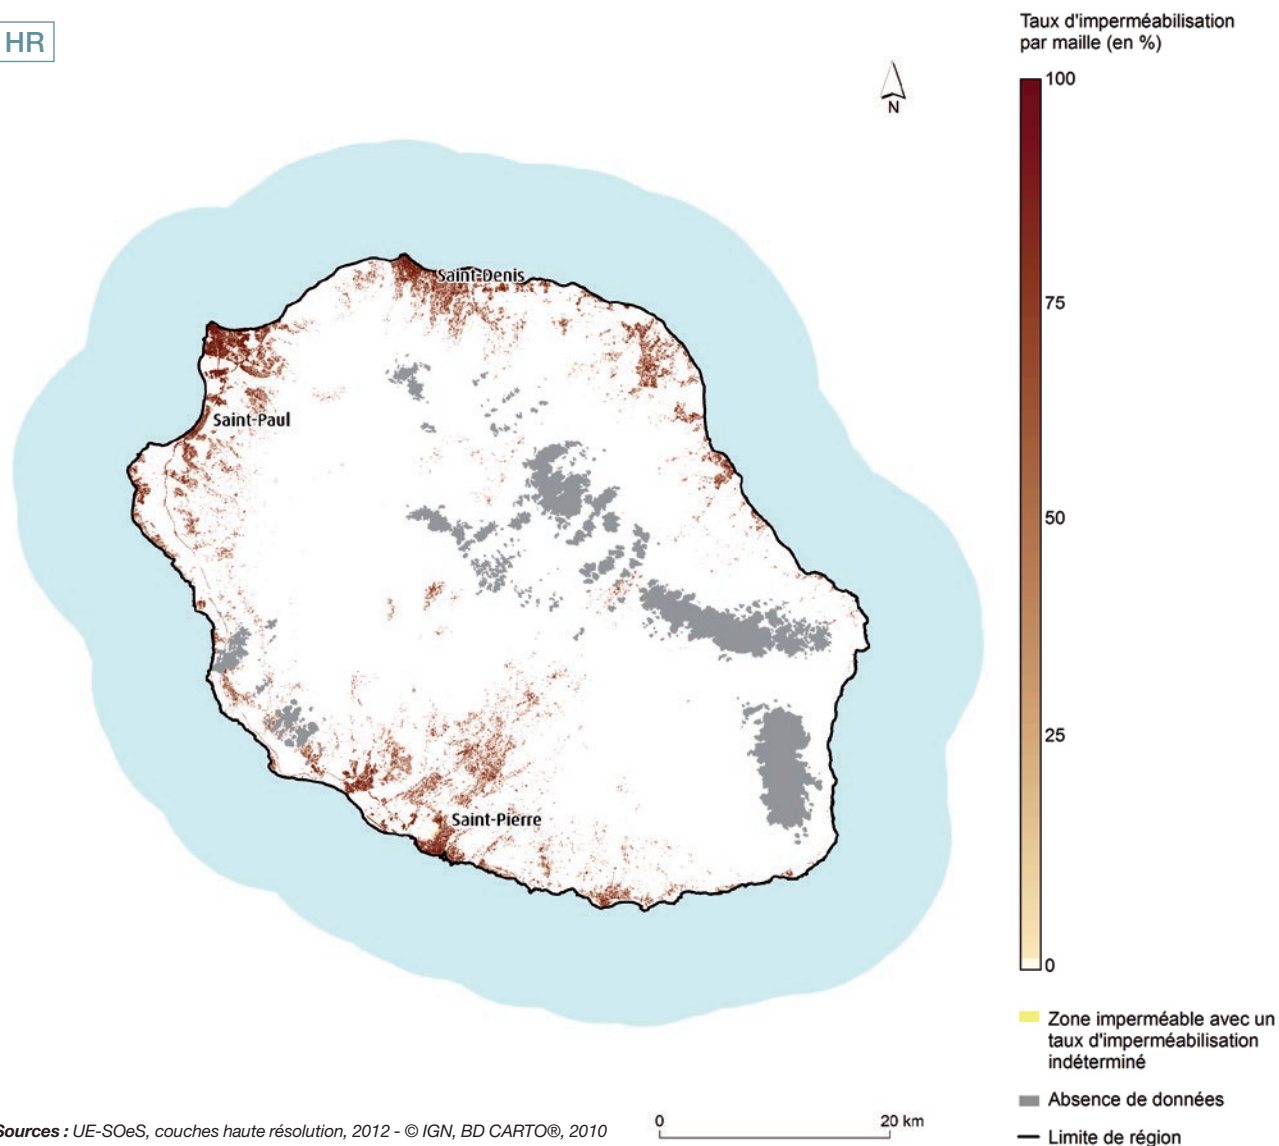 HR
Taux d'imperméabilisation
par maille (en %)
100
N
Saint-Denis
75
Saint-Paul
50
25
Saint-Pierre
0
Zone imperméable avec un
taux d'imperméabilisation
indéterminé
Absence de données
Limite de région
0 20 km
Sources : UE-SOeS, couches haute résolution, 2012 - © IGN, BD CARTO®, 2010